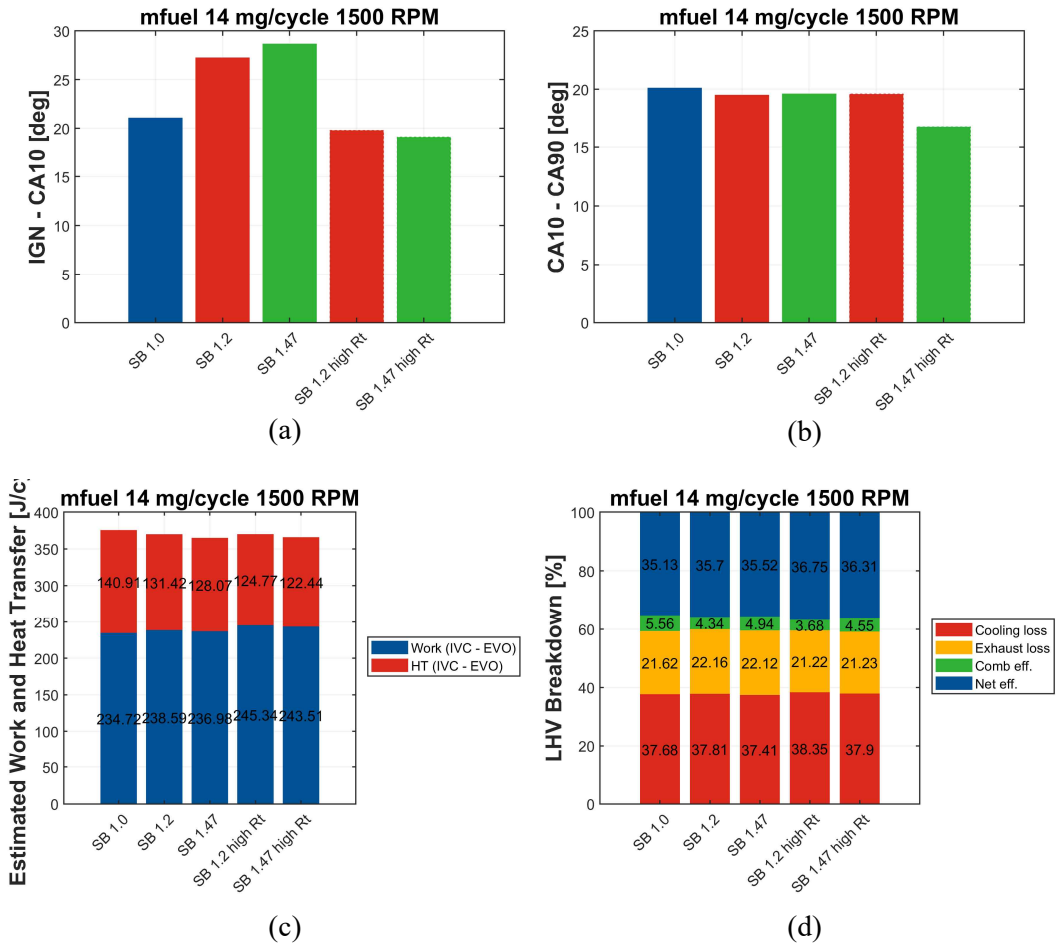 mfuel 14 mg/cycle 1500 RPM
IGN - CA10 [deg]
30
25
20
15
10
5
0
SB 1.0
SB 1.2
SB 1.47
SB 1.2 high Rt
SB 1.47 high Rt
(a)
mfuel 14 mg/cycle 1500 RPM
CA10 - CA90 [deg]
25
20
15
10
5
0
SB 1.0
SB 1.2
SB 1.47
SB 1.2 high Rt
SB 1.47 high Rt
(b)
mfuel 14 mg/cycle 1500 RPM
Estimated Work and Heat Transfer [J/cy
400
350
300
250
200
150
100
50
0
140.91 131.42 128.07 124.77 122.44
234.72 238.59 236.98 245.34 243.51
SB 1.0
SB 1.2
SB 1.47
SB 1.2 high Rt
SB 1.47 high Rt
Work (IVC - EVO)
HT (IVC - EVO)
(c)
mfuel 14 mg/cycle 1500 RPM
LHV Breakdown [%]
100
80
60
40
20
0
35.13 35.7 35.52 36.75 36.31
5.56 4.34 4.94 3.68 4.55
21.62 22.16 22.12 21.22 21.23
37.68 37.81 37.41 38.35 37.9
SB 1.0
SB 1.2
SB 1.47
SB 1.2 high Rt
SB 1.47 high Rt
Cooling loss
Exhaust loss
Comb eff.
Net eff.
(d)